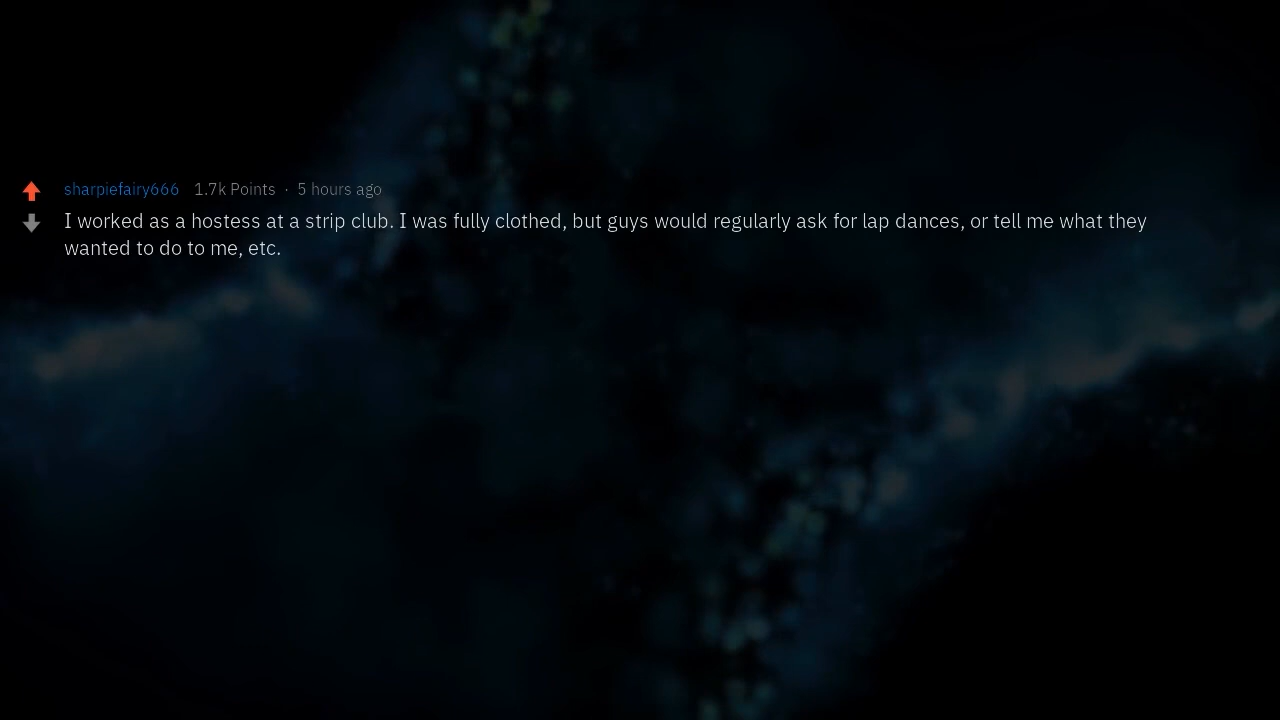 sharpiefairy666 1.7k Points · 5 hours ago
I worked as a hostess at a strip club. I was fully clothed, but guys would regularly ask for lap dances, or tell me what they
wanted to do to me, etc.